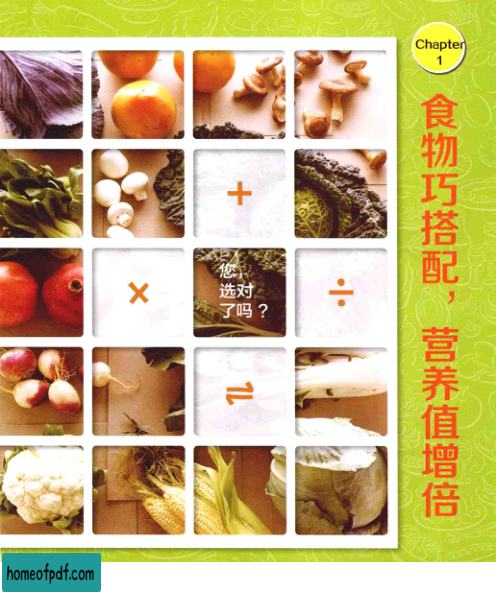 Chapter
1
食物巧搭配，营养值增倍
+
您，
选对
了吗？
×
÷
⇌
homeofpdf.com